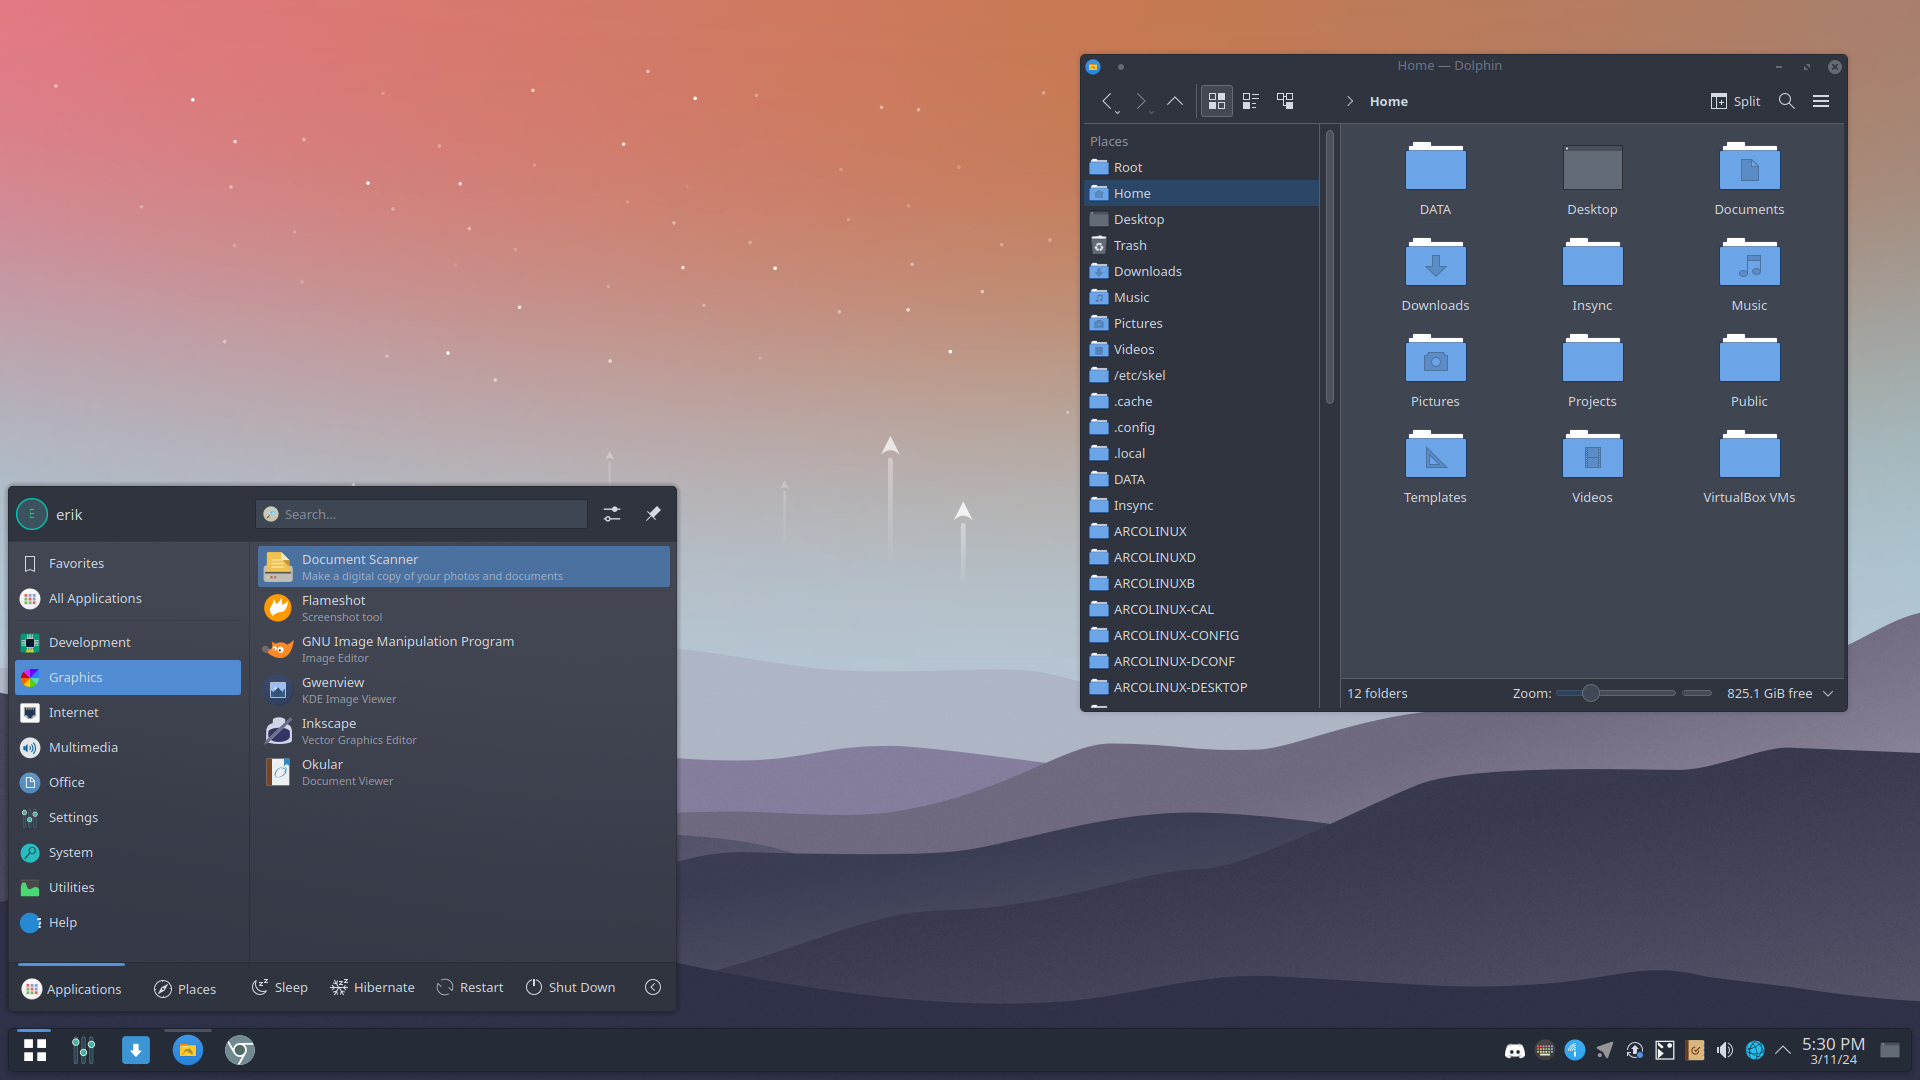 Home — Dolphin
Home
Split
Places
Root
Home
Desktop
Trash
Downloads
Music
Pictures
Videos
/etc/skel
.cache
.config
.local
DATA
Insync
ARCOLINUX
ARCOLINUXD
ARCOLINUXB
ARCOLINUX-CAL
ARCOLINUX-CONFIG
ARCOLINUX-DCONF
ARCOLINUX-DESKTOP
DATA
Desktop
Documents
Downloads
Insync
Music
Pictures
Projects
Public
Templates
Videos
VirtualBox VMs
12 folders
Zoom:
825.1 GiB free
E
erik
Search...
Favorites
All Applications
Development
Graphics
Internet
Multimedia
Office
Settings
System
Utilities
Help
Document Scanner
Make a digital copy of your photos and documents
Flameshot
Screenshot tool
GNU Image Manipulation Program
Image Editor
Gwenview
KDE Image Viewer
Inkscape
Vector Graphics Editor
Okular
Document Viewer
Applications
Places
Sleep
Hibernate
Restart
Shut Down
5:30 PM
3/11/24